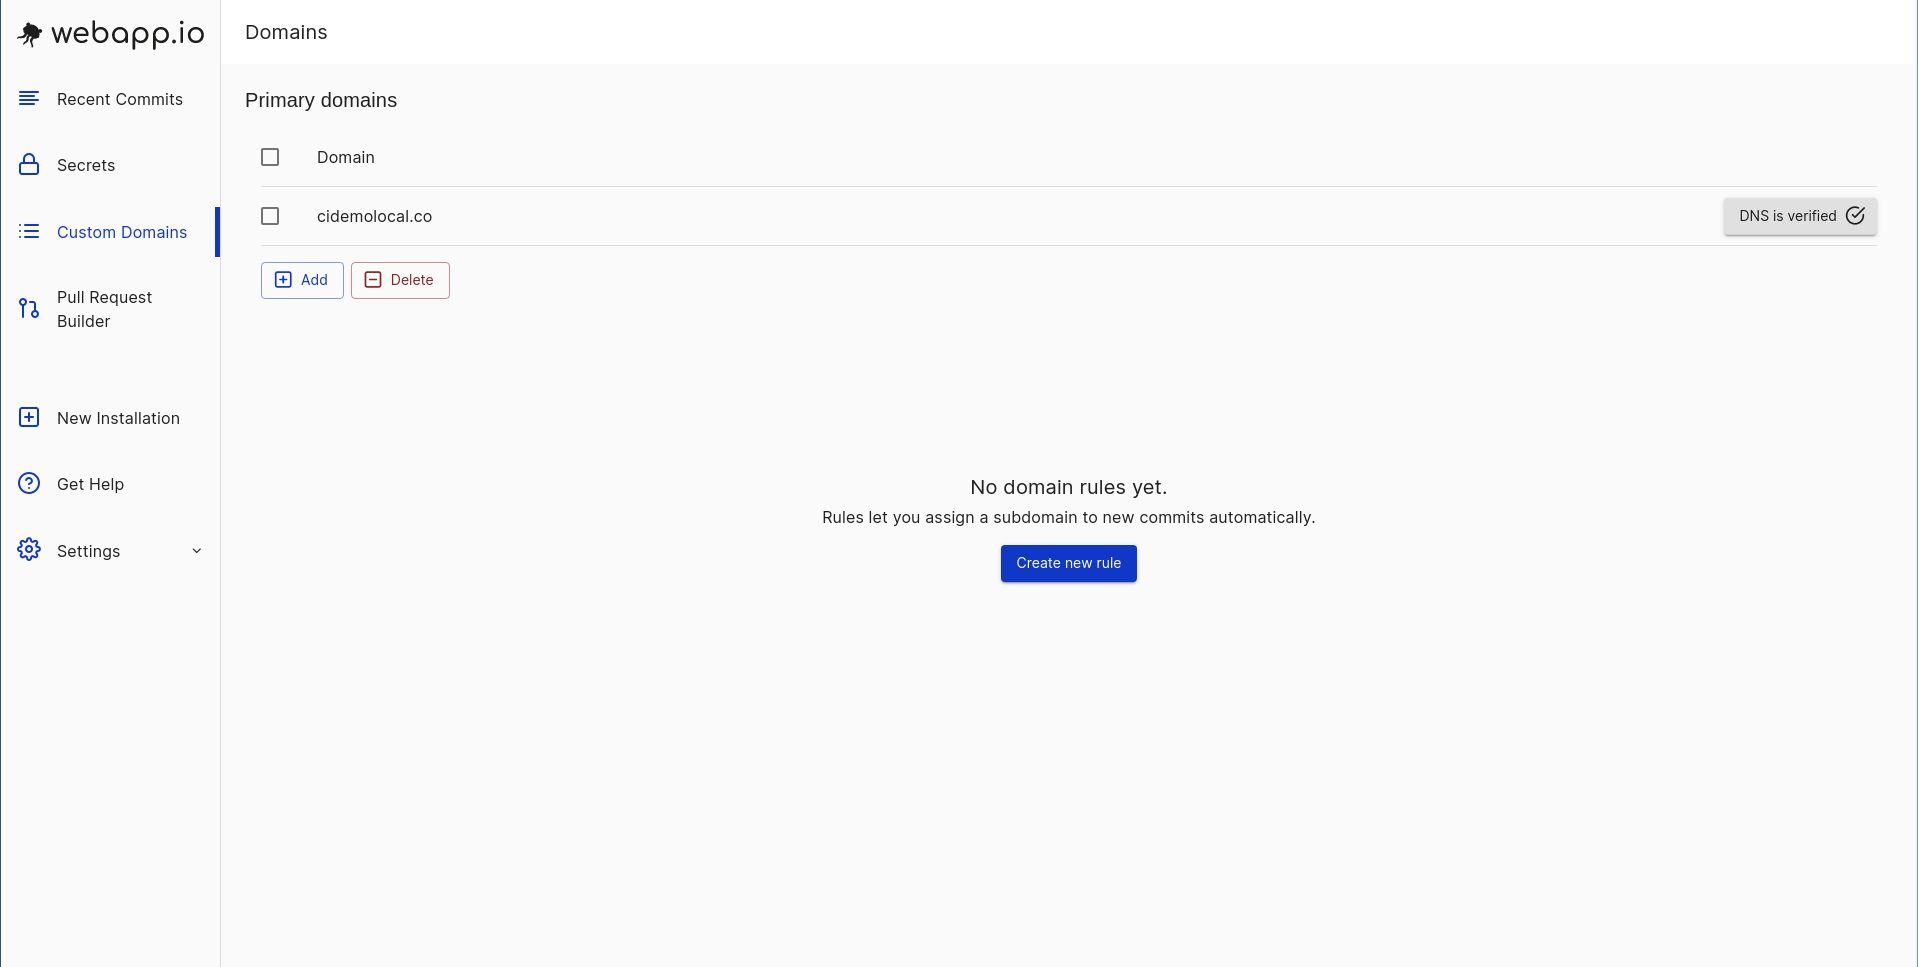 webapp.io
Domains
Recent Commits
Secrets
Custom Domains
Pull Request
Builder
New Installation
Get Help
Settings
Primary domains
Domain
cidemolocal.co
DNS is verified
Add
Delete
No domain rules yet.
Rules let you assign a subdomain to new commits automatically.
Create new rule